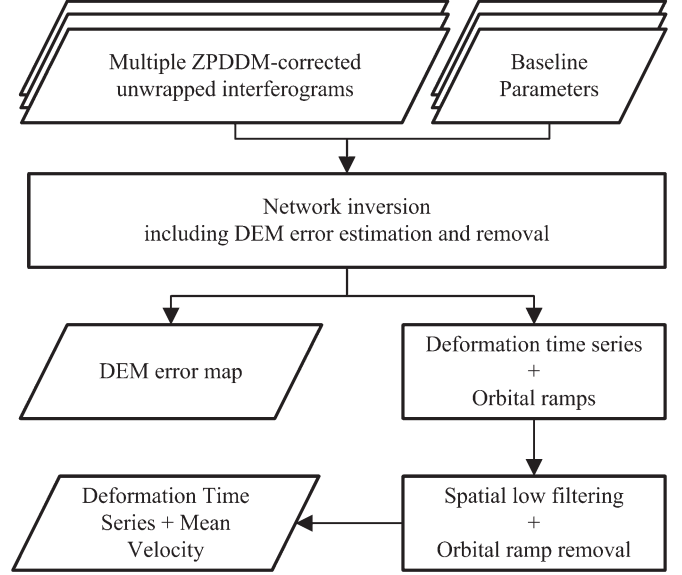 Multiple ZPDDM-corrected
unwrapped interferograms
Baseline
Parameters
Network inversion
including DEM error estimation and removal
DEM error map
Deformation time series
+
Orbital ramps
Deformation Time
Series + Mean
Velocity
Spatial low filtering
+
Orbital ramp removal